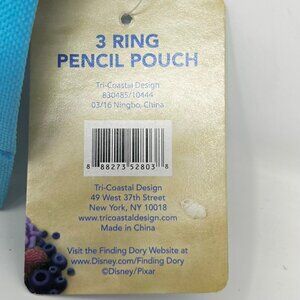 3 RING
PENCIL POUCH
Tri-Coastal Design
830485/10444
03/16 Ningbo, China
8 88273 52803 8
Tri-Coastal Design
49 West 37th Street
New York, NY 10018
www.tricoastaldesign.com
Made in China
Visit the Finding Dory Website at
www.Disney.com/Finding Dory
©Disney/Pixar